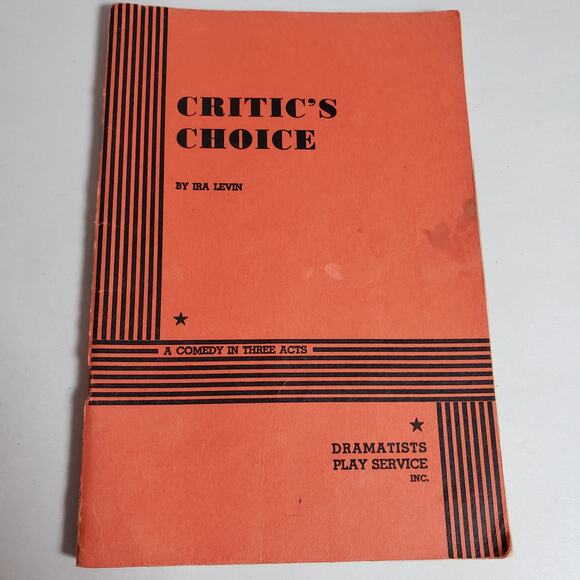 CRITIC'S
CHOICE
BY IRA LEVIN
A COMEDY IN THREE ACTS
DRAMATISTS
PLAY SERVICE
INC.